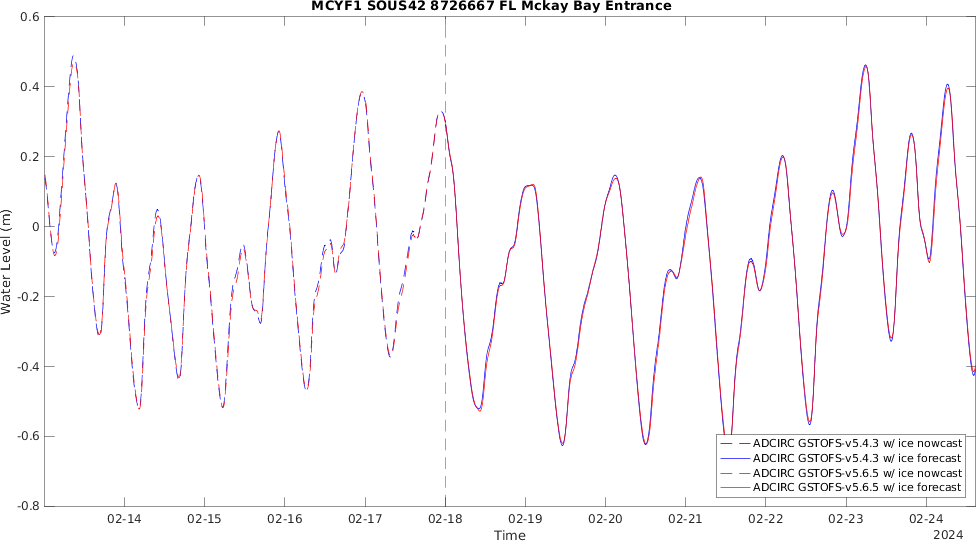 MCYF1 SOUS42 8726667 FL Mckay Bay Entrance
0.6
0.4
0.2
0
-0.2
-0.4
-0.6
-0.8
Water Level (m)
ADCIRC GSTOFS-v5.4.3 w/ ice nowcast
ADCIRC GSTOFS-v5.4.3 w/ ice forecast
ADCIRC GSTOFS-v5.6.5 w/ ice nowcast
ADCIRC GSTOFS-v5.6.5 w/ ice forecast
02-14 02-15 02-16 02-17 02-18 02-19 02-20 02-21 02-22 02-23 02-24
Time
2024